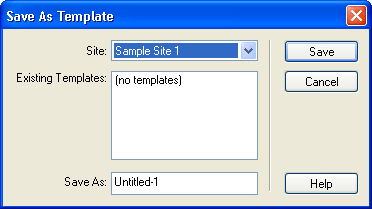 Save As Template
Site: Sample Site 1
Save
Existing Templates: (no templates)
Cancel
Save As: Untitled-1
Help